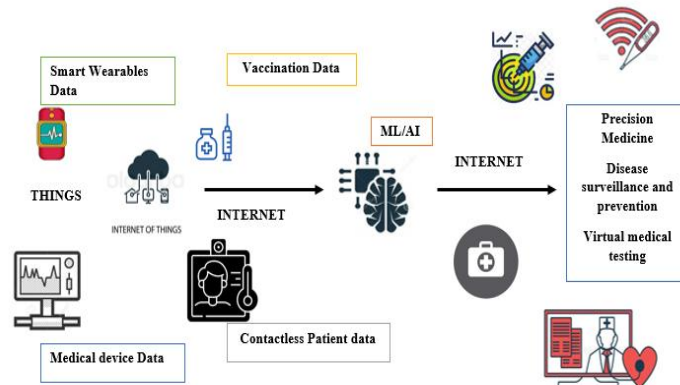 Smart Wearables
Data
Vaccination Data
THINGS
INTERNET OF THINGS
INTERNET
ML/AI
INTERNET
Medical device Data
Contactless Patient data
Precision
Medicine
Disease
surveillance and
prevention
Virtual medical
testing